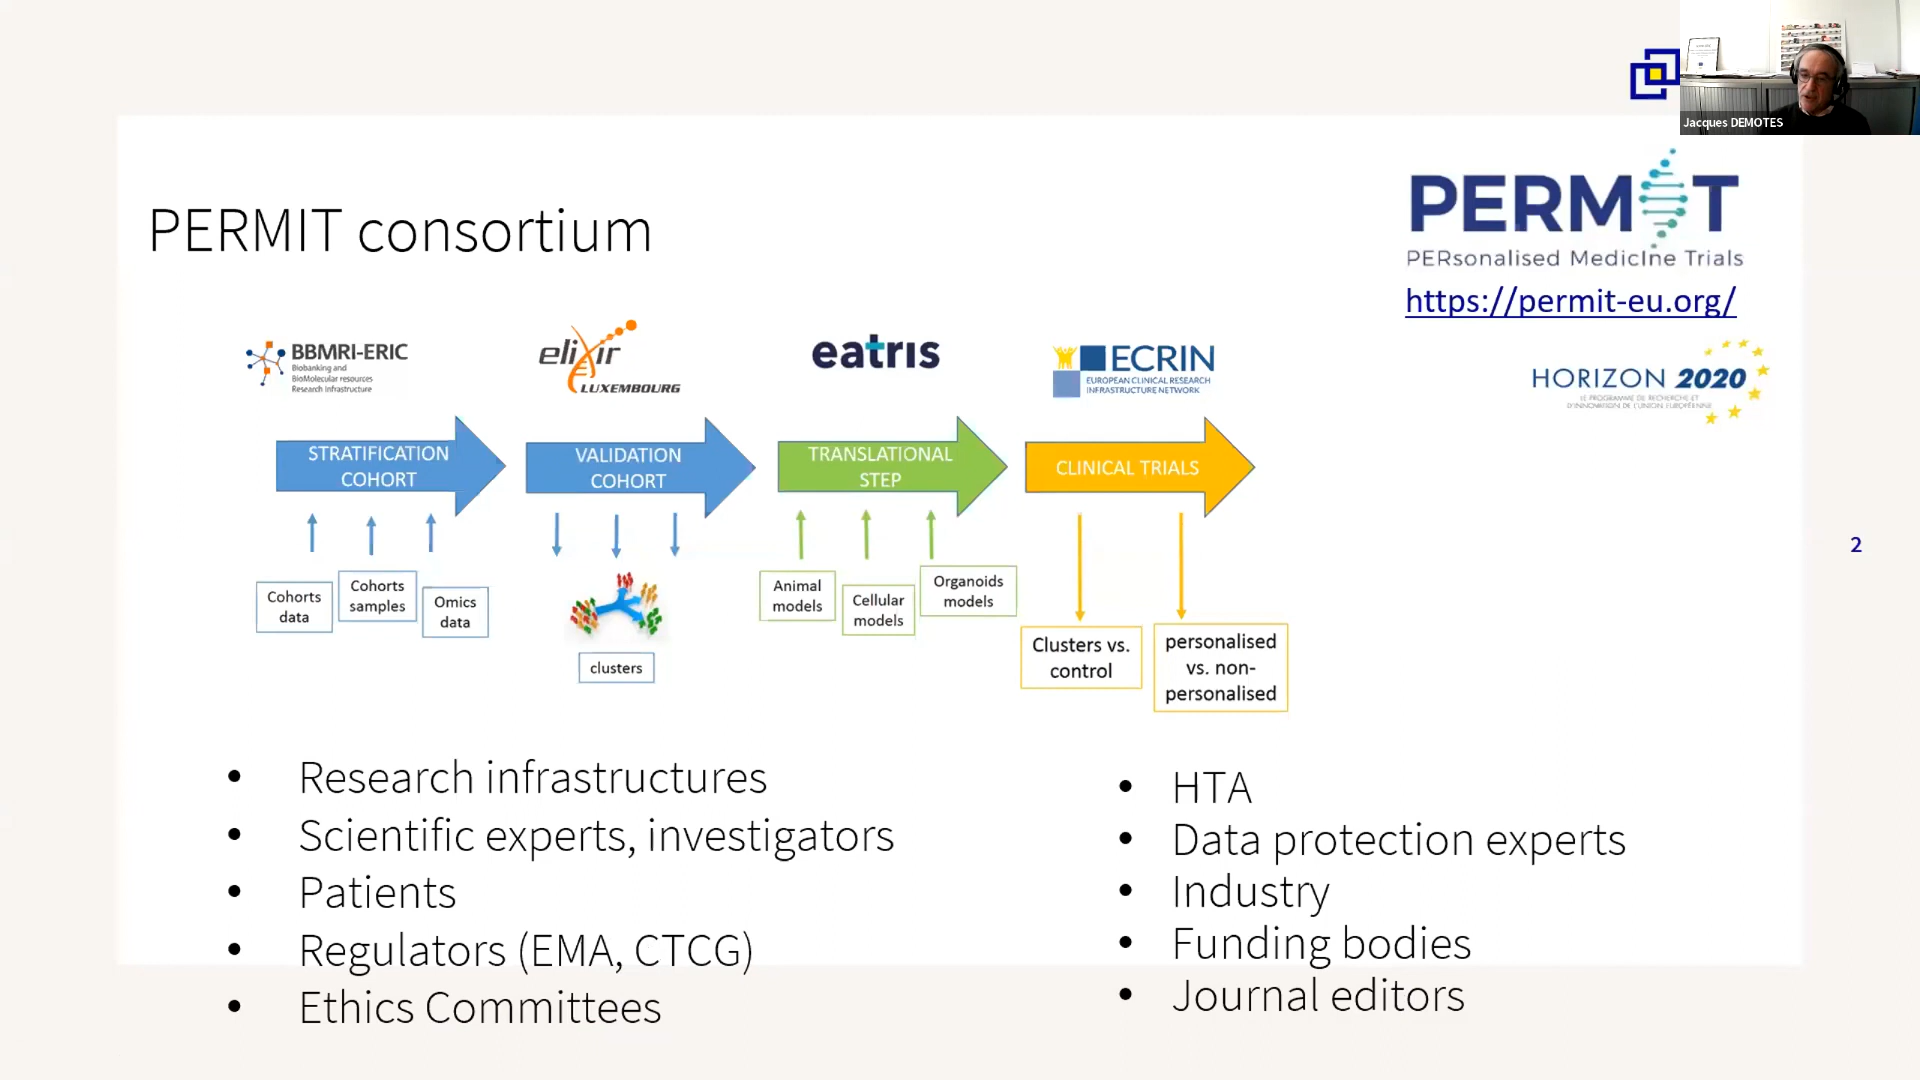 Jacques DEMOTES
PERMIT
PERsonalised MedicIne Trials
https://permit-eu.org/
PERMIT consortium
BBMRI-ERIC
Biobanking and
BioMolecular resources
Research Infrastructure
elixir
LUXEMBOURG
eatris
ECRIN
EUROPEAN CLINICAL RESEARCH
INFRASTRUCTURE NETWORK
HORIZON 2020
LE PROGRAMME DE RECHERCHE ET
D'INNOVATION DE L'UNION EUROPÉENNE
STRATIFICATION
COHORT
VALIDATION
COHORT
TRANSLATIONAL
STEP
CLINICAL TRIALS
2
Cohorts
data
Cohorts
samples
Omics
data
clusters
Animal
models
Cellular
models
Organoids
models
Clusters vs.
control
personalised
vs. non-
personalised
• Research infrastructures
• Scientific experts, investigators
• Patients
• Regulators (EMA, CTCG)
• Ethics Committees
• HTA
• Data protection experts
• Industry
• Funding bodies
• Journal editors